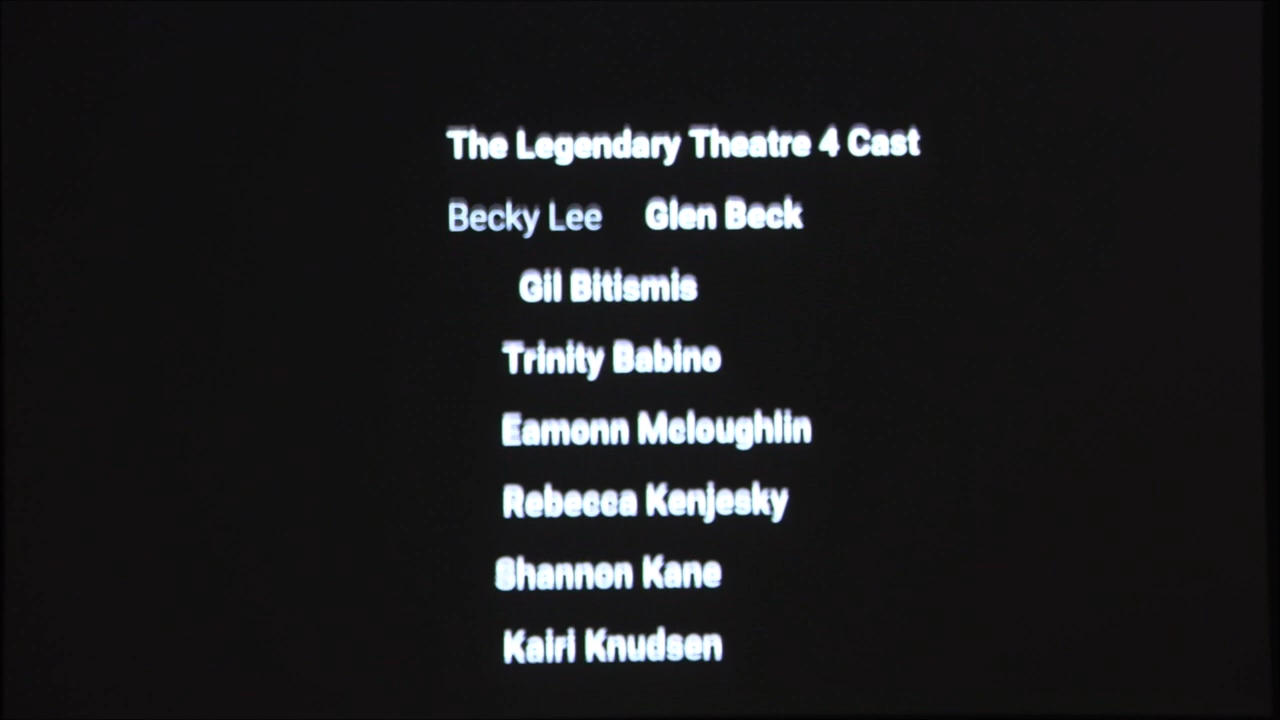 The Legendary Theatre 4 Cast
Becky Lee Glen Beck
Gil Bitismis
Trinity Babino
Eamonn Mcloughlin
Rebecca Kenjesky
Shannon Kane
Kairi Knudsen